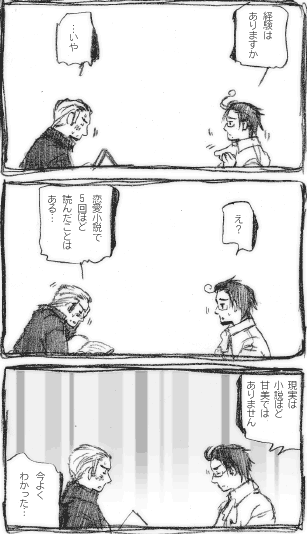 経験は
ありますか
…いや
え?
恋愛小説で
5回ほど
読んだことは
ある…
現実は
小説ほど
甘美では
ありません
今よく
わかった…